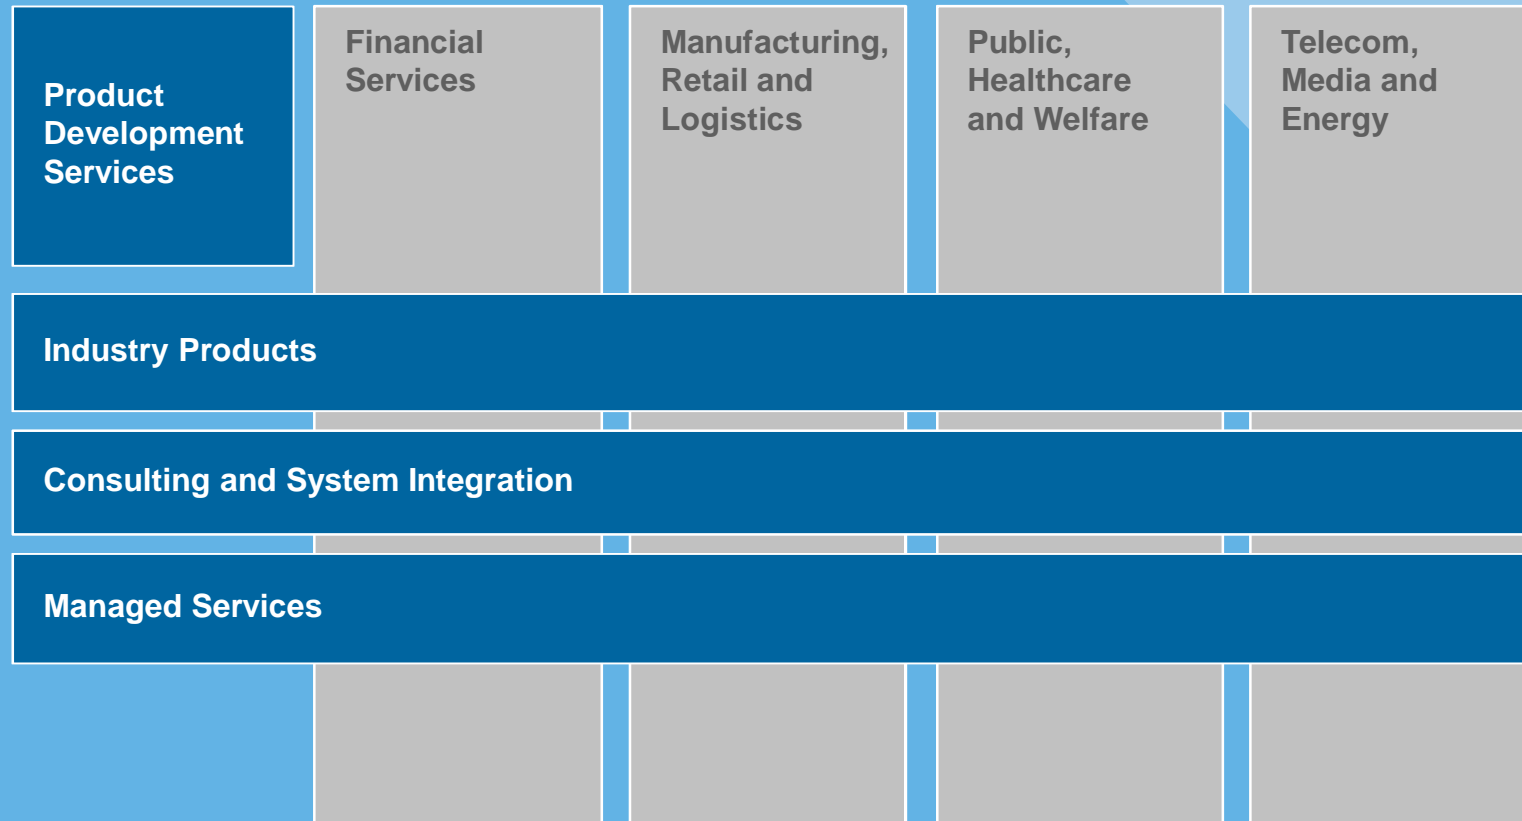 Product
Development
Services
Financial
Services
Manufacturing,
Retail and
Logistics
Public,
Healthcare
and Welfare
Telecom,
Media and
Energy
Industry Products
Consulting and System Integration
Managed Services